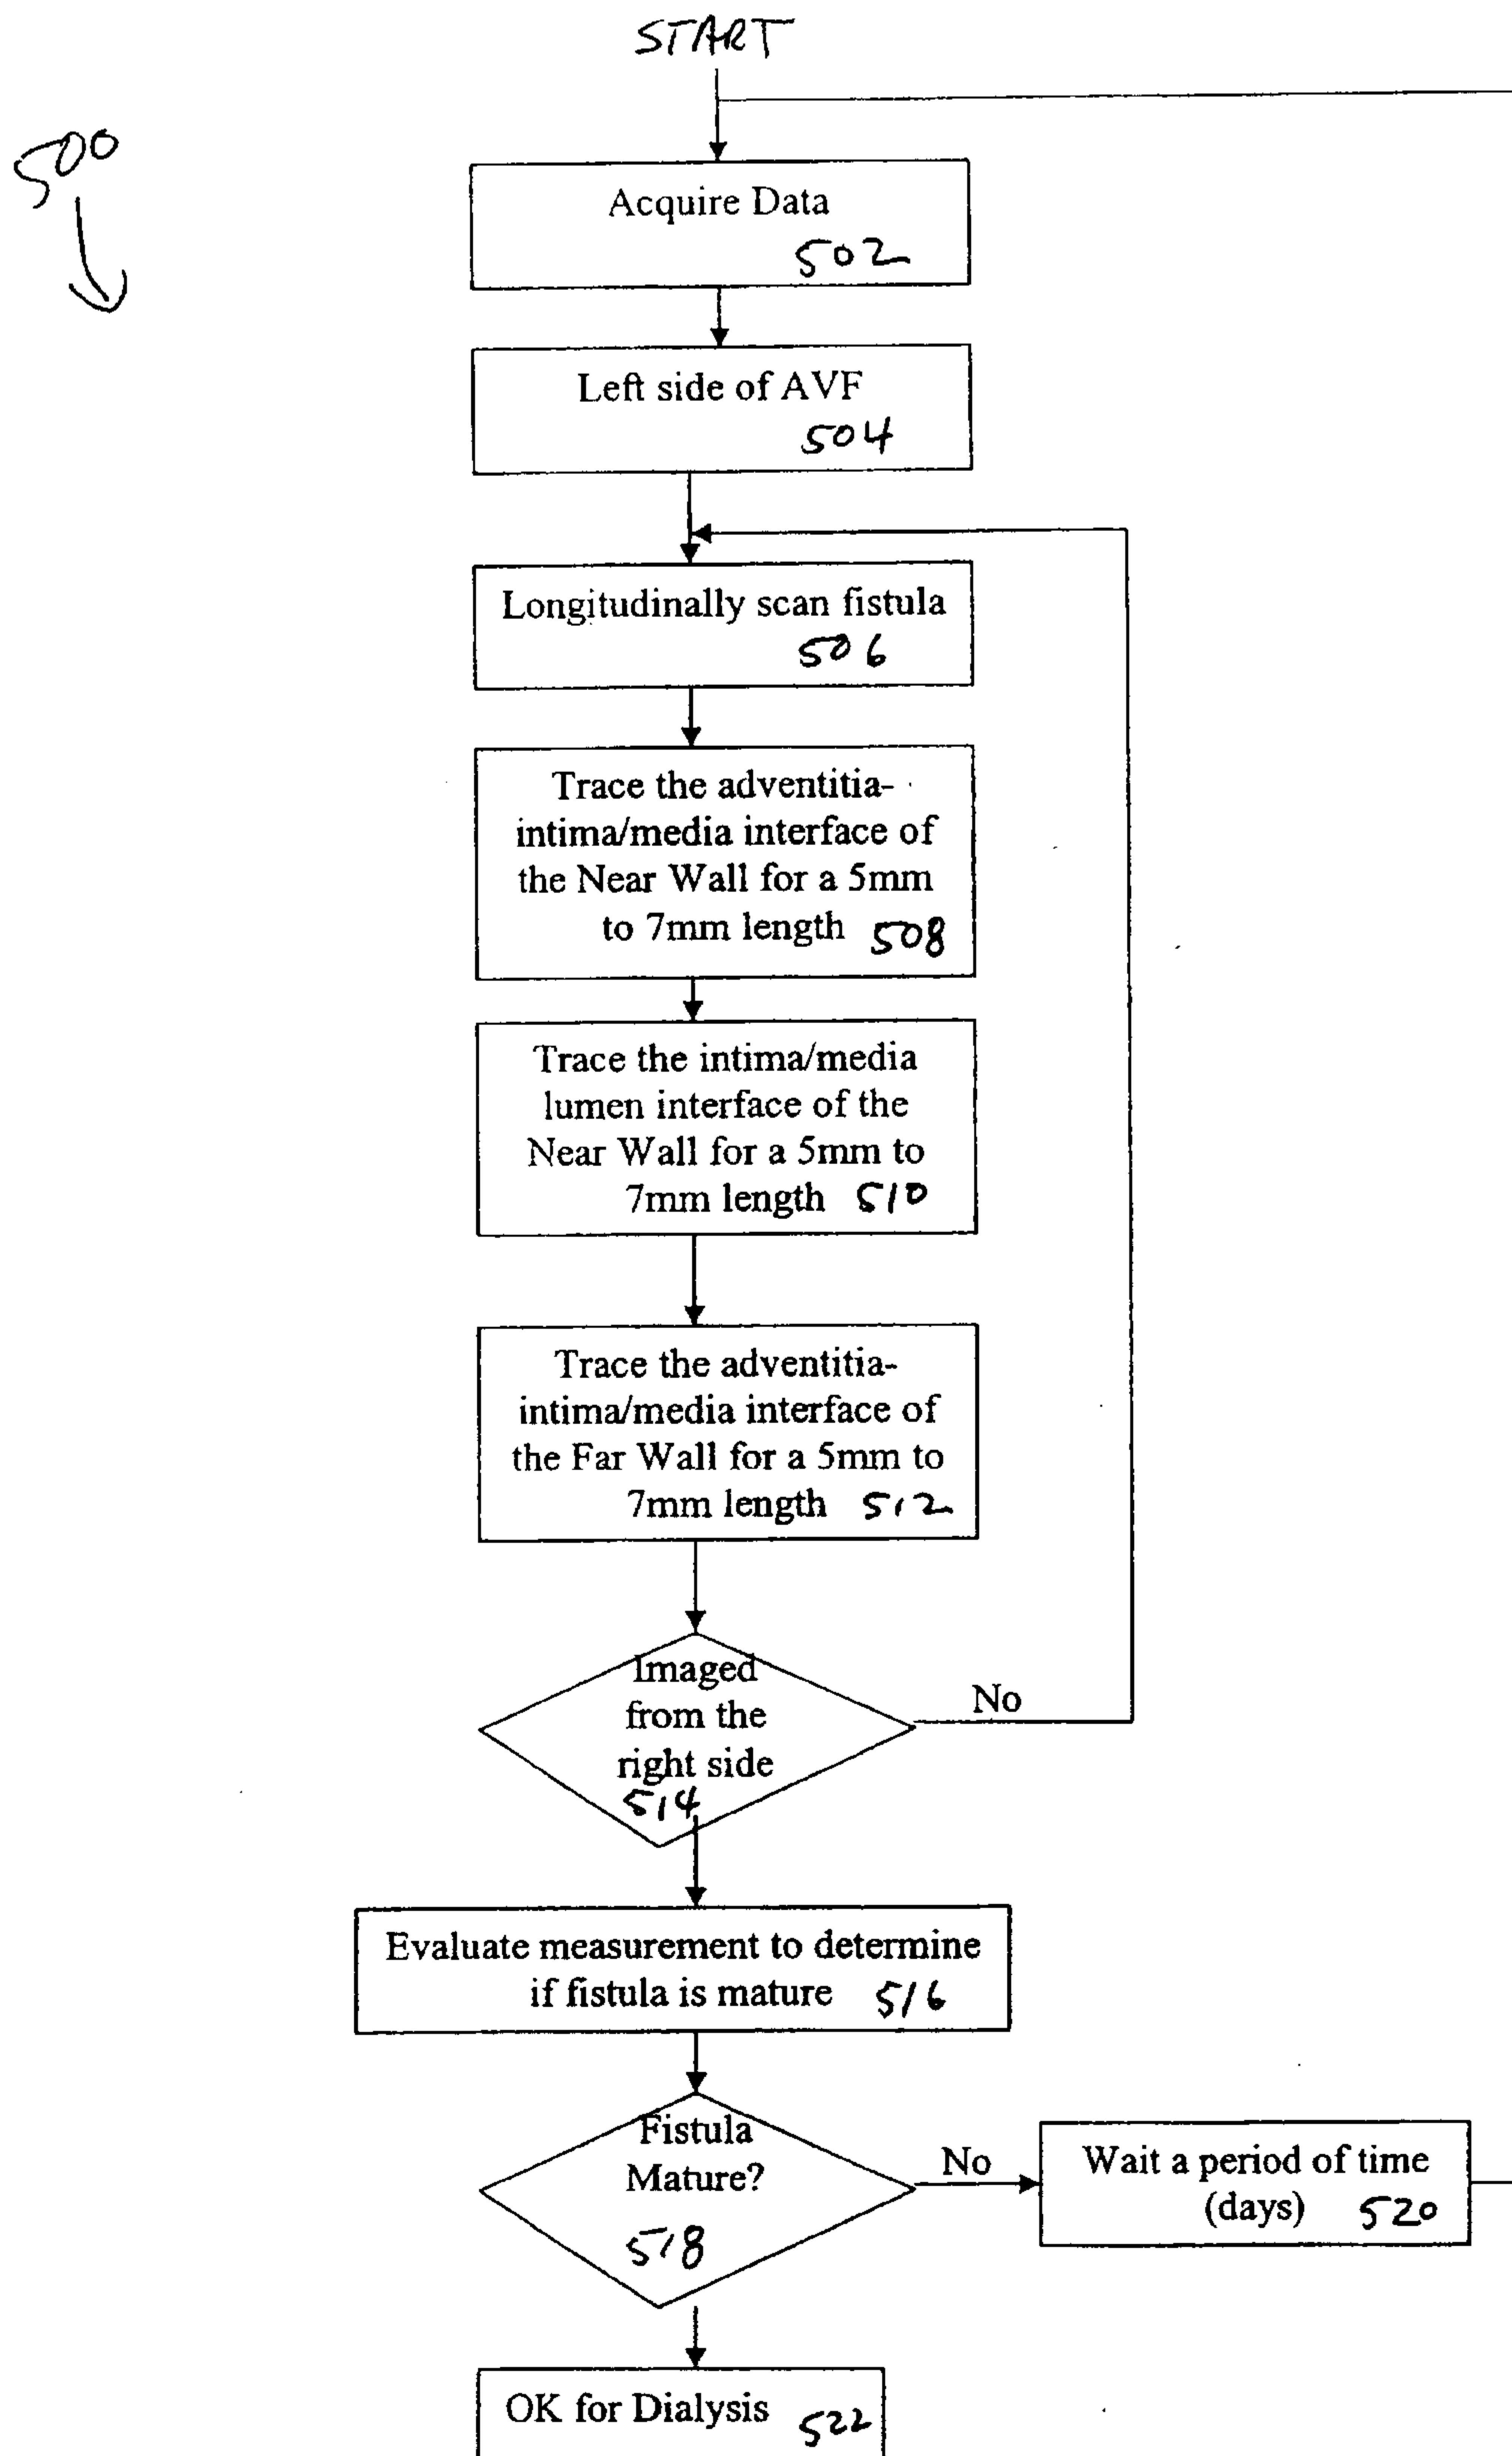 START
500
Acquire Data
502
Left side of AVF
504
Longitudinally scan fistula
506
Trace the adventitia-
intima/media interface of
the Near Wall for a 5mm
to 7mm length 508
Trace the intima/media
lumen interface of the
Near Wall for a 5mm to
7mm length 510
Trace the adventitia-
intima/media interface of
the Far Wall for a 5mm to
7mm length 512
Imaged
from the
right side
514
No
Evaluate measurement to determine
if fistula is mature 516
Fistula
Mature?
518
No
Wait a period of time
(days) 520
OK for Dialysis 522